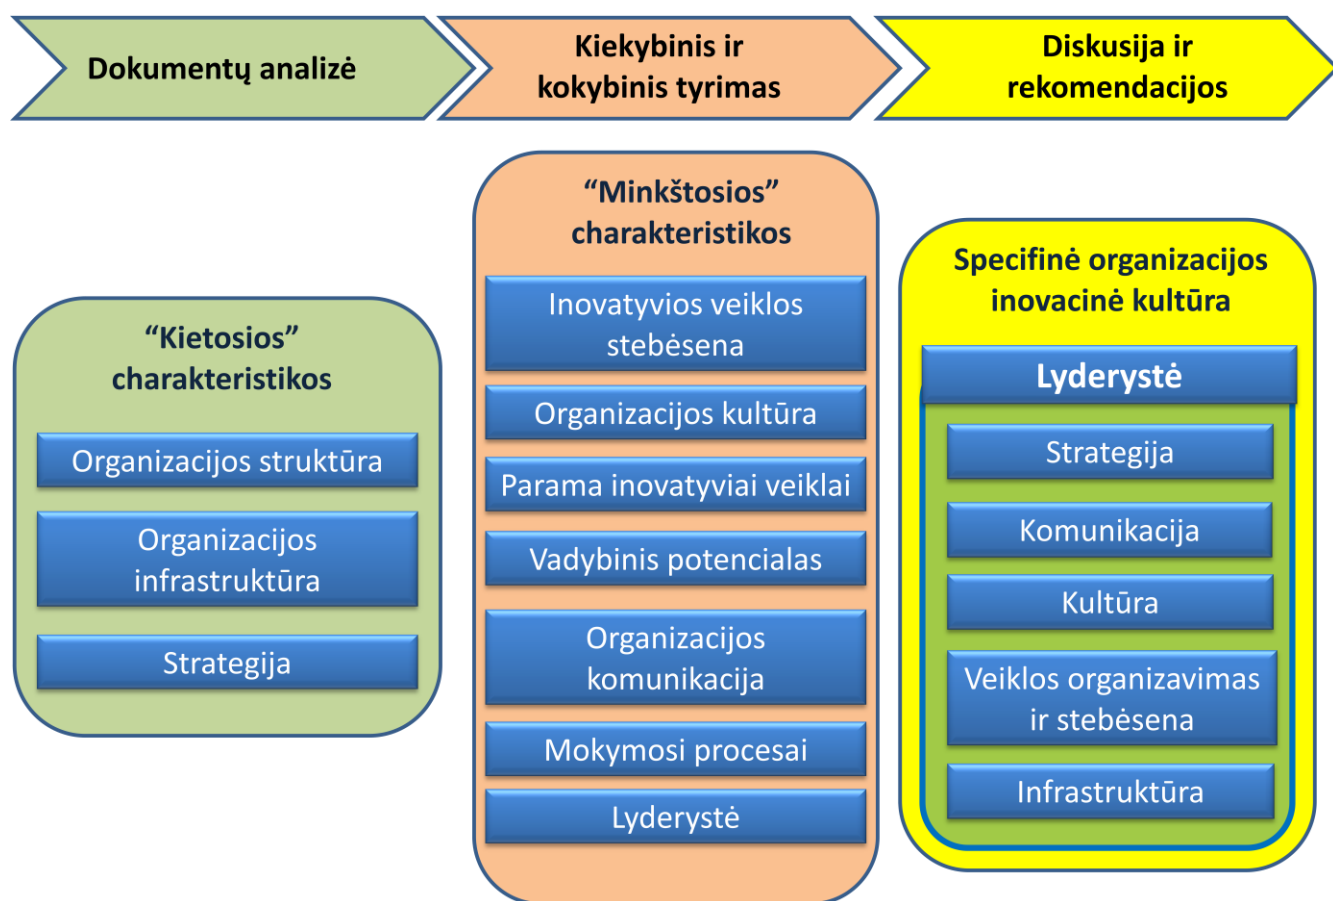 Dokumentų analizė
Kiekybinis ir
kokybinis tyrimas
Diskusija ir
rekomendacijos
“Kietosios”
charakteristikos
Organizacijos struktūra
Organizacijos
infrastruktūra
Strategija
“Minkštosios”
charakteristikos
Inovatyvios veiklos
stebėsena
Organizacijos kultūra
Parama inovatyviai veiklai
Vadybinis potencialas
Organizacijos
komunikacija
Mokymosi procesai
Lyderystė
Specifinė organizacijos
inovacinė kultūra
Lyderystė
Strategija
Komunikacija
Kultūra
Veiklos organizavimas
ir stebėsena
Infrastruktūra